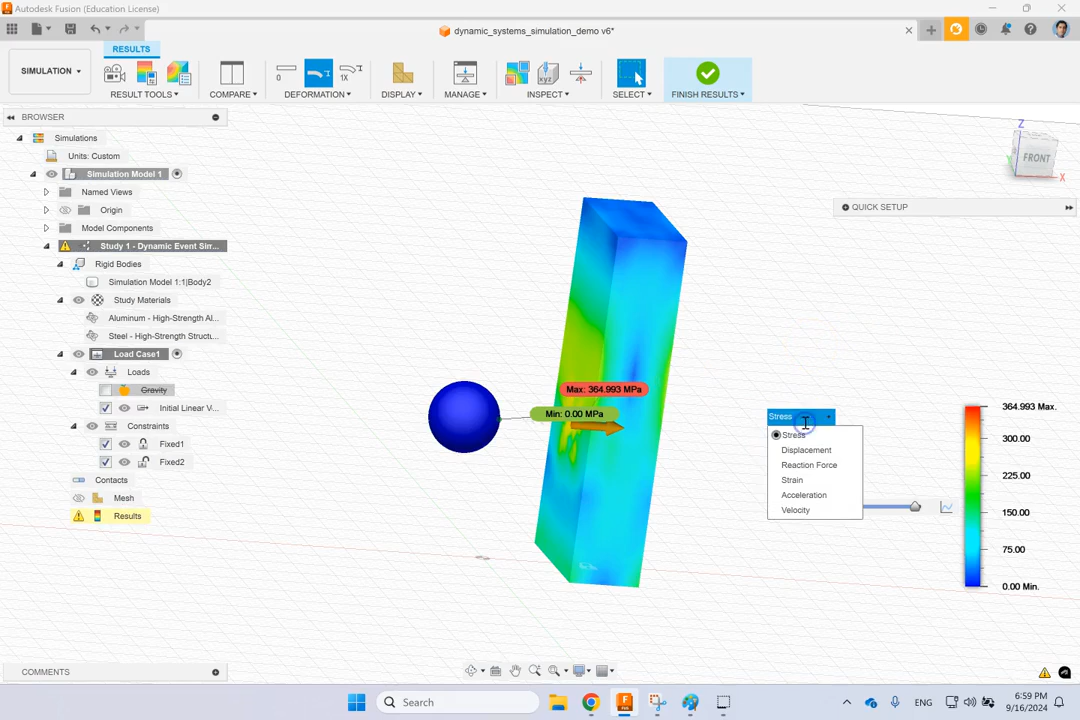 Autodesk Fusion (Education License)
dynamic_systems_simulation_demo v6*
RESULTS
SIMULATION
RESULT TOOLS
COMPARE
DEFORMATION
DISPLAY
MANAGE
INSPECT
SELECT
FINISH RESULTS
BROWSER
Simulations
Units: Custom
Simulation Model 1
Named Views
Origin
Model Components
Study 1 - Dynamic Event Sim...
Rigid Bodies
Simulation Model 1:1|Body2
Study Materials
Aluminum - High-Strength Al...
Steel - High-Strength Structu...
Load Case1
Loads
Gravity
Initial Linear V...
Constraints
Fixed1
Fixed2
Contacts
Mesh
Results
Max: 364.993 MPa
Min: 0.00 MPa
Z
FRONT
X
QUICK SETUP
Stress
Stress
Displacement
Reaction Force
Strain
Acceleration
Velocity
364.993 Max.
300.00
225.00
150.00
75.00
0.00 Min.
COMMENTS
Search
ENG
6:59 PM
9/16/2024